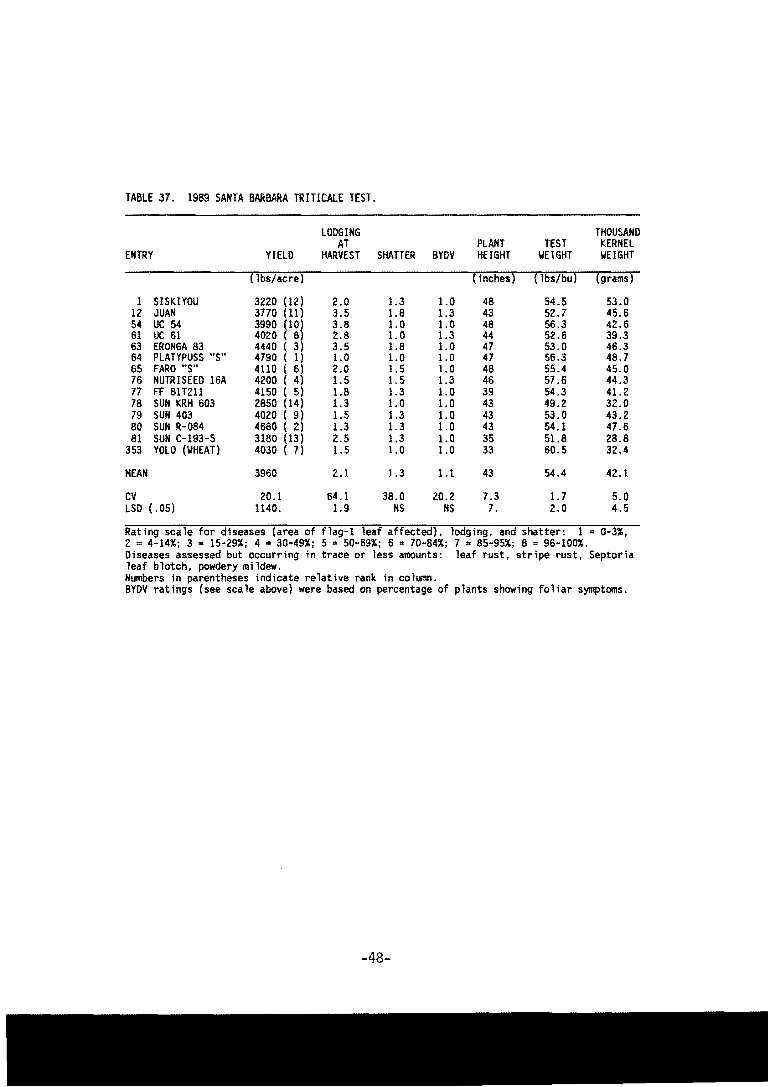 TABLE 37. 1989 SANTA BARBARA TRITICALE TEST.
LODGING THOUSAND
AT PLANT TEST KERNEL
ENTRY YIELD HARVEST SHATTER BYDV HEIGHT WEIGHT WEIGHT
(lbs/acre) (inches) (lbs/bu) (grams)
1 SISKIYOU 3220 (12) 2.0 1.3 1.0 48 54.5 53.0
12 JUAN 3770 (11) 3.5 1.8 1.3 43 52.7 45.6
54 UC 54 3990 (10) 3.8 1.0 1.0 48 56.3 42.6
61 UC 61 4020 ( 8) 2.8 1.0 1.3 44 52.6 39.3
63 ERONGA 83 4440 ( 3) 3.5 1.8 1.0 47 53.0 46.3
64 PLATYPUSS "S" 4790 ( 1) 1.0 1.0 1.0 47 56.3 48.7
65 FARO "S" 4110 ( 6) 2.0 1.5 1.0 48 55.4 45.0
76 NUTRISEED 16A 4200 ( 4) 1.5 1.5 1.3 46 57.6 44.3
77 FF 81T211 4150 ( 5) 1.8 1.3 1.0 39 54.3 41.2
78 SUN KRH 603 2850 (14) 1.3 1.0 1.0 43 49.2 32.0
79 SUN 403 4020 ( 9) 1.5 1.3 1.0 43 53.0 43.2
80 SUN R-084 4680 ( 2) 1.3 1.3 1.0 43 54.1 47.6
81 SUN C-193-5 3180 (13) 2.5 1.3 1.0 35 51.8 28.8
353 YOLO (WHEAT) 4030 ( 7) 1.5 1.0 1.0 33 60.5 32.4
MEAN 3960 2.1 1.3 1.1 43 54.4 42.1
CV 20.1 64.1 38.0 20.2 7.3 1.7 5.0
LSD (.05) 1140. 1.9 NS NS 7. 2.0 4.5
Rating scale for diseases (area of flag-1 leaf affected), lodging, and shatter: 1 = 0-3%,
2 = 4-14%; 3 = 15-29%; 4 = 30-49%; 5 = 50-69%; 6 = 70-84%; 7 = 85-95%; 8 = 96-100%.
Diseases assessed but occurring in trace or less amounts: leaf rust, stripe rust, Septoria
leaf blotch, powdery mildew.
Numbers in parentheses indicate relative rank in column.
BYDV ratings (see scale above) were based on percentage of plants showing foliar symptoms.
-48-